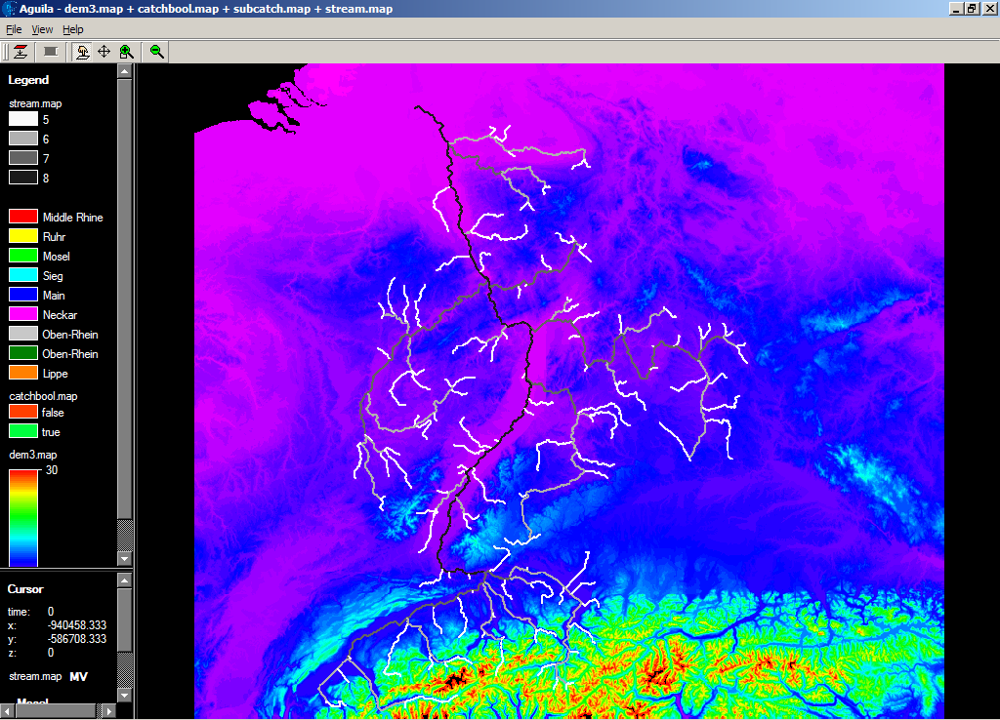 Aguila - dem3.map + catchbool.map + subcatch.map + stream.map
File View Help
Legend
stream.map
5
6
7
8
Middle Rhine
Ruhr
Mosel
Sieg
Main
Neckar
Oben-Rhein
Oben-Rhein
Lippe
catchbool.map
false
true
dem3.map
30
Cursor
time: 0
x: -940458.333
y: -586708.333
z: 0
stream.map MV
Mosel